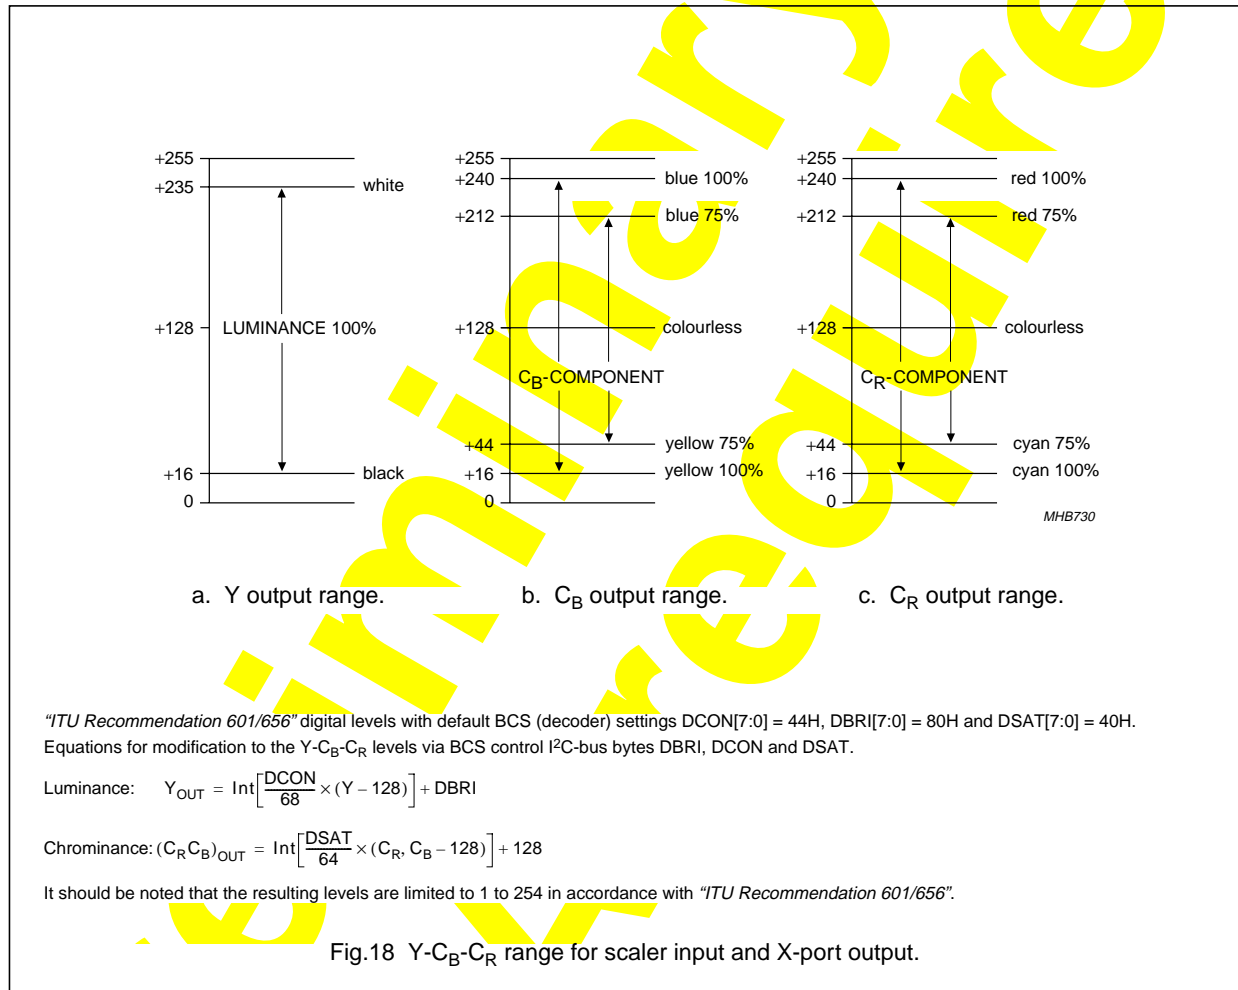 +255
+235
white
+128
LUMINANCE 100%
+16
black
0
+255
+240
blue 100%
+212
blue 75%
+128
colourless
CB-COMPONENT
+44
yellow 75%
+16
yellow 100%
0
+255
+240
red 100%
+212
red 75%
+128
colourless
CR-COMPONENT
+44
cyan 75%
+16
cyan 100%
0
MHB730
a. Y output range.
b. CB output range.
c. CR output range.
“ITU Recommendation 601/656” digital levels with default BCS (decoder) settings DCON[7:0] = 44H, DBRI[7:0] = 80H and DSAT[7:0] = 40H.
Equations for modification to the Y-CB-CR levels via BCS control I2C-bus bytes DBRI, DCON and DSAT.
Luminance: YOUT = Int[DCON/68 × (Y – 128)] + DBRI
Chrominance: (CRCB)OUT = Int[DSAT/64 × (CR, CB – 128)] + 128
It should be noted that the resulting levels are limited to 1 to 254 in accordance with “ITU Recommendation 601/656”.
Fig.18 Y-CB-CR range for scaler input and X-port output.